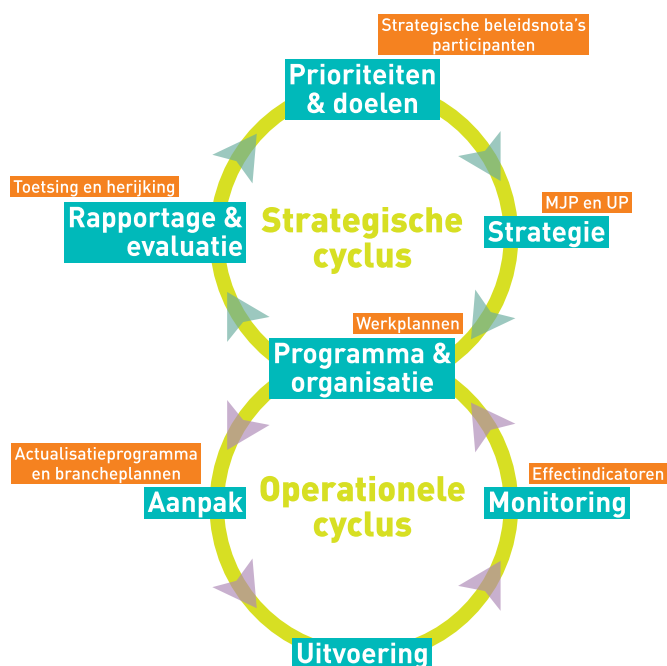 Strategische beleidsnota's
participanten
Prioriteiten
& doelen
Toetsing en herijking
Rapportage &
evaluatie
Strategische
cyclus
MJP en UP
Strategie
Werkplannen
Programma &
organisatie
Actualisatieprogramma
en brancheplannen
Aanpak
Operationele
cyclus
Effectindicatoren
Monitoring
Uitvoering